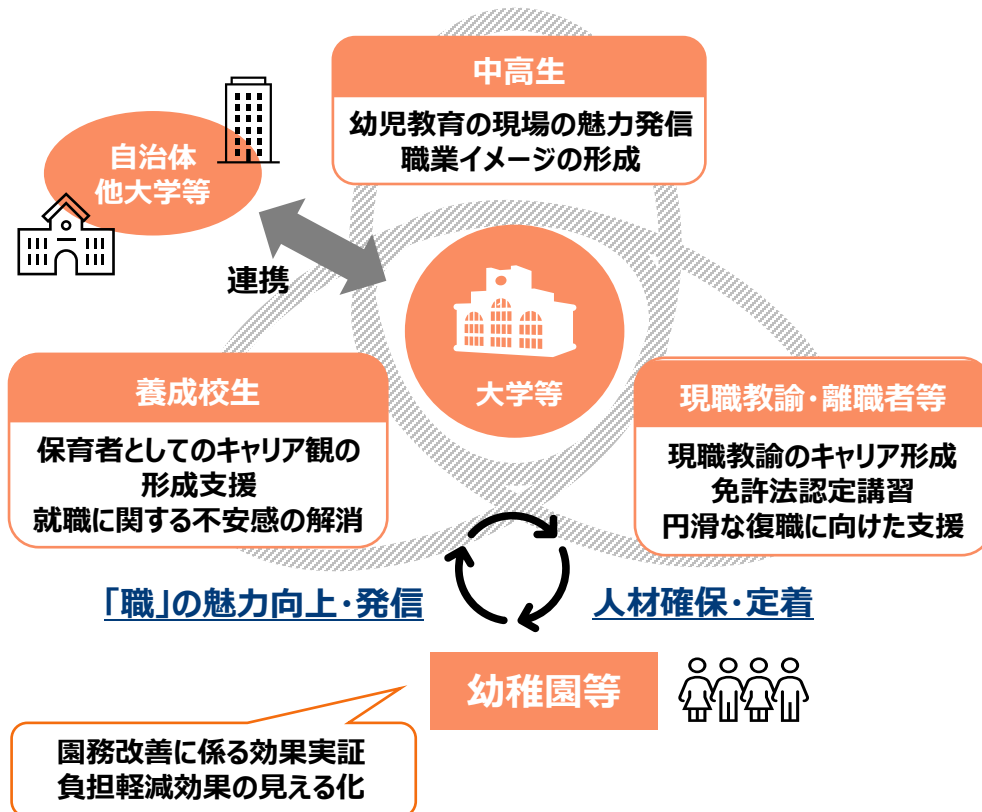 中高生
幼児教育の現場の魅力発信
職業イメージの形成
自治体
他大学等
連携
大学等
養成校生
保育者としてのキャリア観の
形成支援
就職に関する不安感の解消
現職教諭・離職者等
現職教諭のキャリア形成
免許法認定講習
円滑な復職に向けた支援
「職」の魅力向上・発信
人材確保・定着
幼稚園等
園務改善に係る効果実証
負担軽減効果の見える化